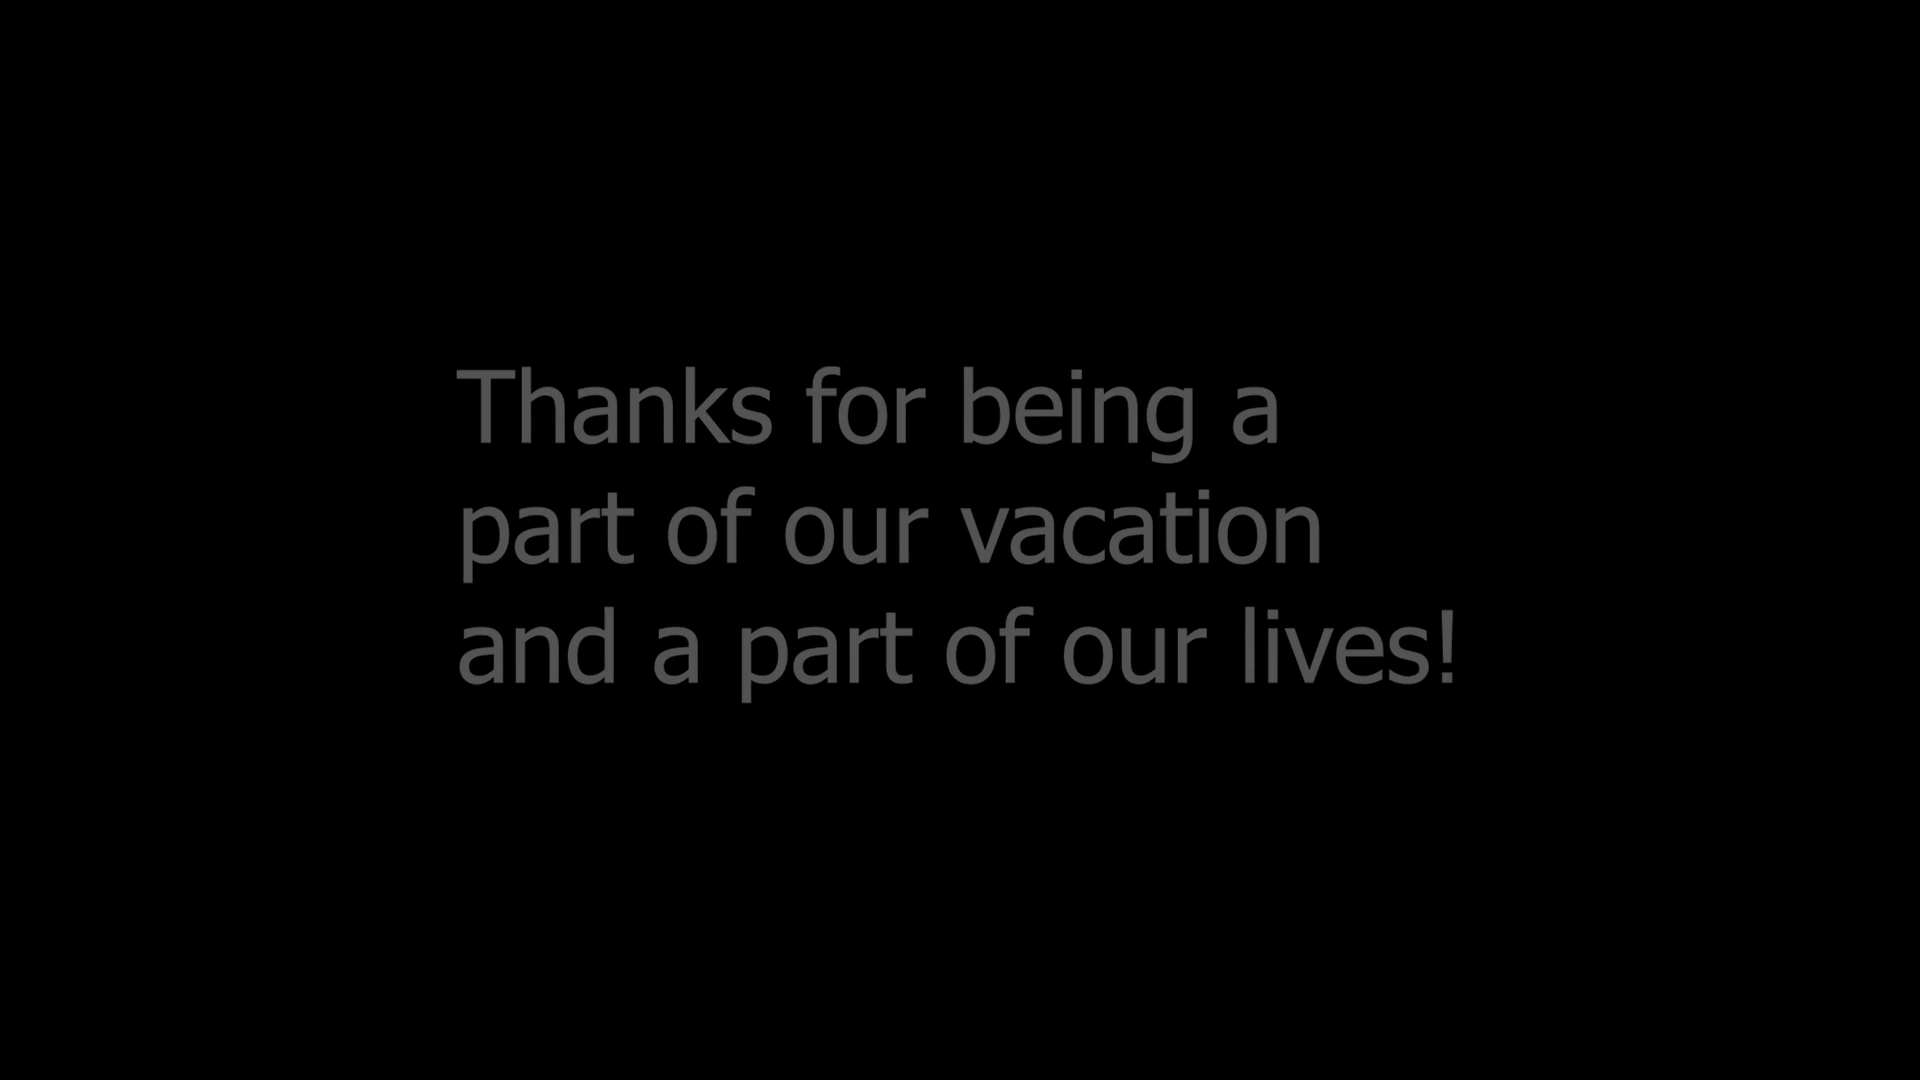 Thanks for being a
part of our vacation
and a part of our lives!